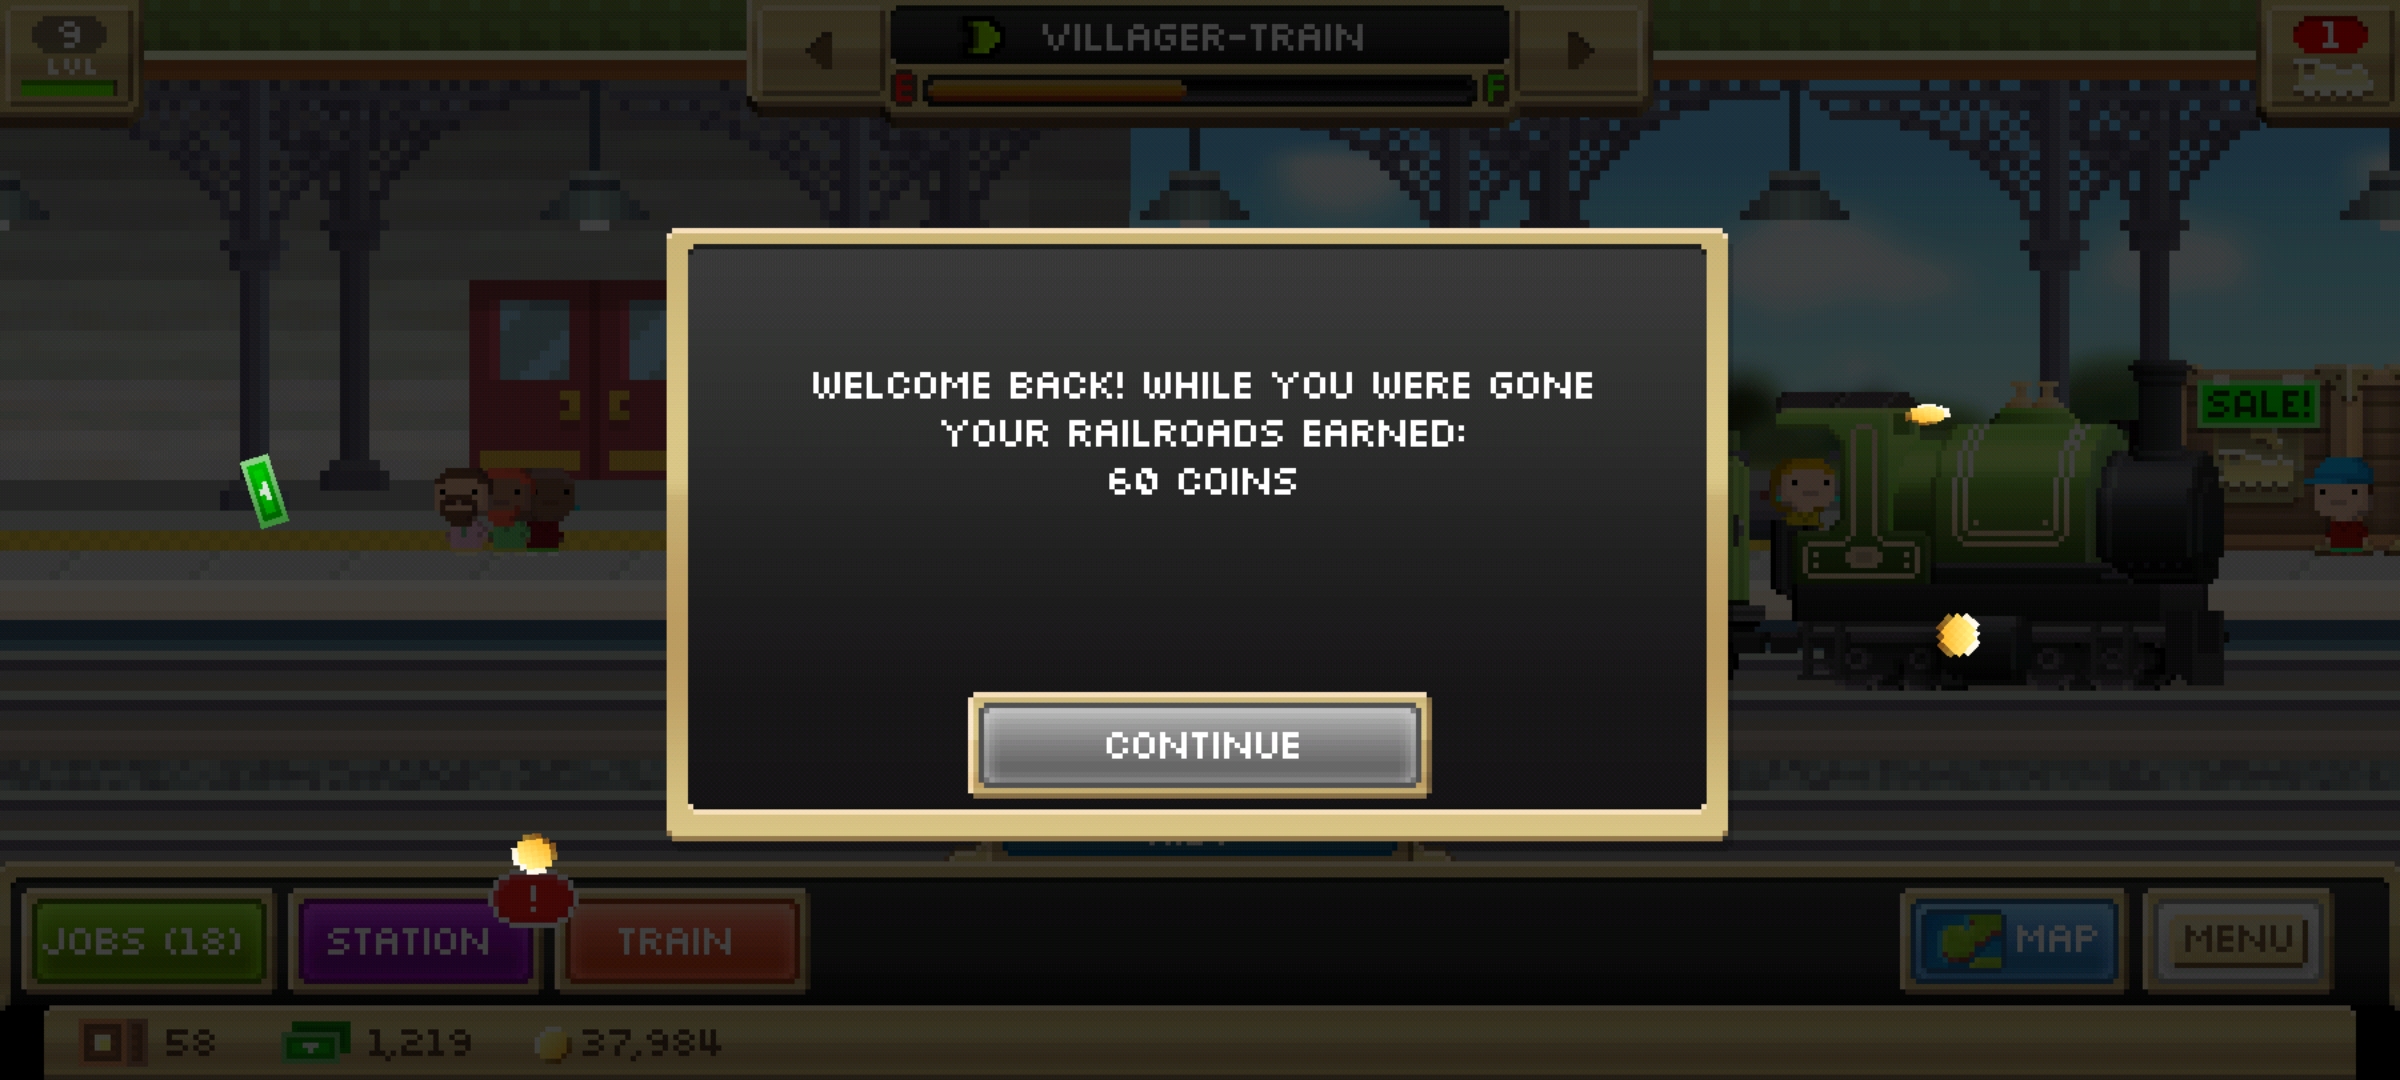 9
LVL
VILLAGER-TRAIN
E
F
1
SALE!
WELCOME BACK! WHILE YOU WERE GONE
YOUR RAILROADS EARNED:
60 COINS
CONTINUE
!
JOBS (18)
STATION
TRAIN
MAP
MENU
58
1,219
37,984